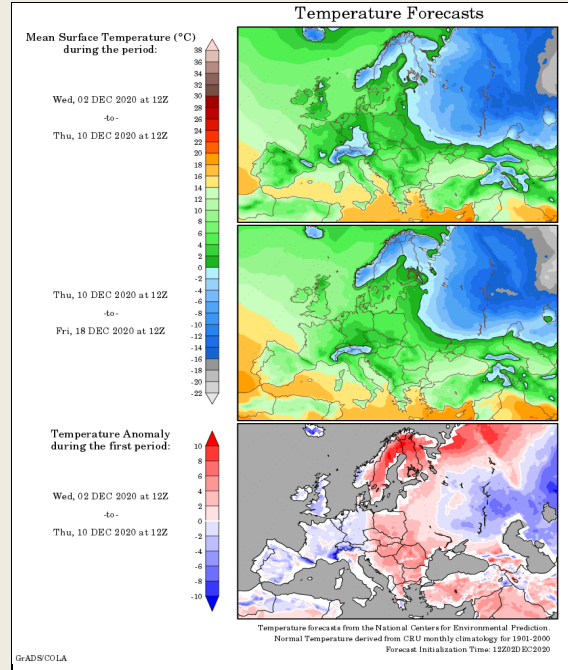 Temperature Forecasts
Mean Surface Temperature (°C)
during the period:
Wed, 02 DEC 2020 at 12Z
-to-
Thu, 10 DEC 2020 at 12Z
38
36
34
32
30
28
26
24
22
20
18
16
14
12
10
8
6
4
2
0
-2
-4
-6
-8
-10
-12
-14
-16
-18
-20
-22
Thu, 10 DEC 2020 at 12Z
-to-
Fri, 18 DEC 2020 at 12Z
Temperature Anomaly
during the first period:
Wed, 02 DEC 2020 at 12Z
-to-
Thu, 10 DEC 2020 at 12Z
10
8
6
4
2
0
-2
-4
-6
-8
-10
Temperature forecasts from the National Centers for Environmental Prediction.
Normal Temperature derived from CRU monthly climatology for 1901-2000
Forecast Initialization Time: 12Z02DEC2020
GrADS/COLA